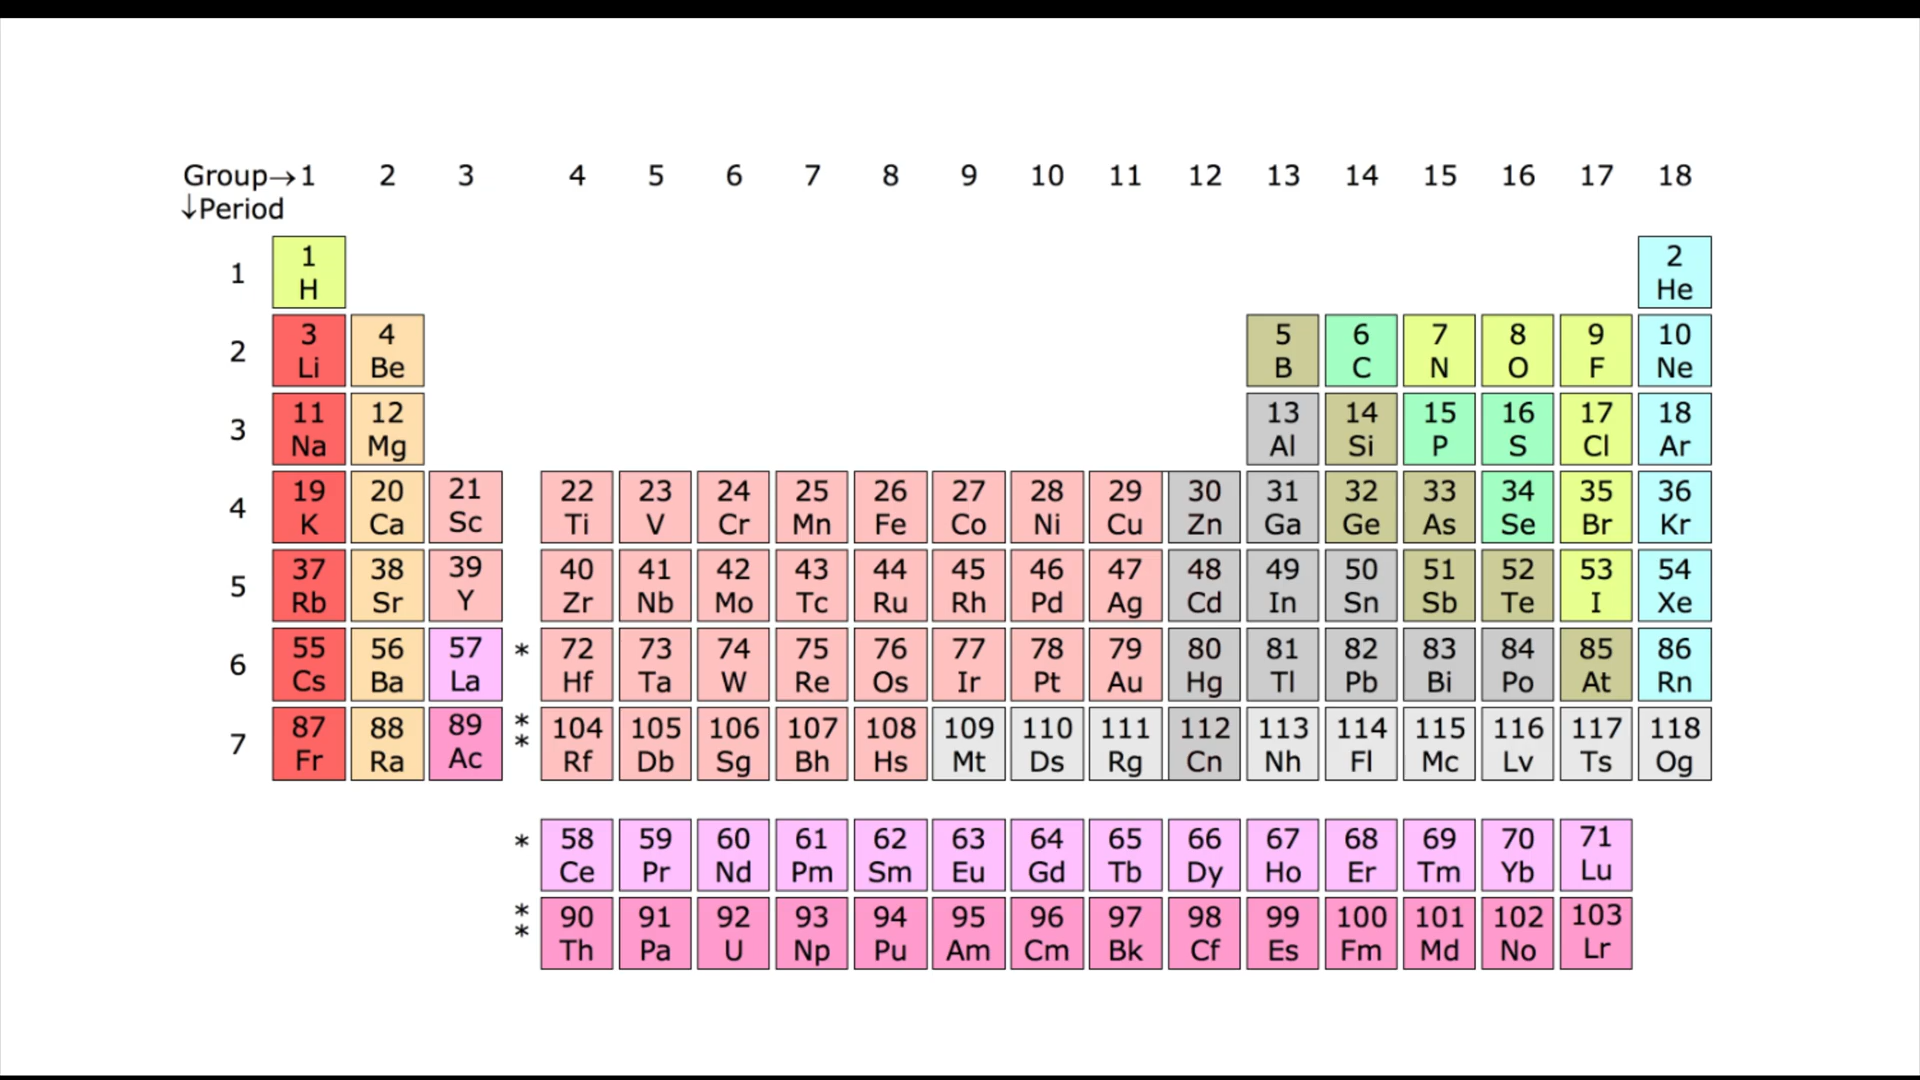 Group→ 1 2 3 4 5 6 7 8 9 10 11 12 13 14 15 16 17 18
↓Period
1 2
1 H He
3 4 5 6 7 8 9 10
2 Li Be B C N O F Ne
11 12 13 14 15 16 17 18
3 Na Mg Al Si P S Cl Ar
19 20 21 22 23 24 25 26 27 28 29 30 31 32 33 34 35 36
4 K Ca Sc Ti V Cr Mn Fe Co Ni Cu Zn Ga Ge As Se Br Kr
37 38 39 40 41 42 43 44 45 46 47 48 49 50 51 52 53 54
5 Rb Sr Y Zr Nb Mo Tc Ru Rh Pd Ag Cd In Sn Sb Te I Xe
55 56 57 * 72 73 74 75 76 77 78 79 80 81 82 83 84 85 86
6 Cs Ba La Hf Ta W Re Os Ir Pt Au Hg Tl Pb Bi Po At Rn
87 88 89 * 104 105 106 107 108 109 110 111 112 113 114 115 116 117 118
7 Fr Ra Ac * Rf Db Sg Bh Hs Mt Ds Rg Cn Nh Fl Mc Lv Ts Og
* 58 59 60 61 62 63 64 65 66 67 68 69 70 71
Ce Pr Nd Pm Sm Eu Gd Tb Dy Ho Er Tm Yb Lu
* 90 91 92 93 94 95 96 97 98 99 100 101 102 103
* Th Pa U Np Pu Am Cm Bk Cf Es Fm Md No Lr